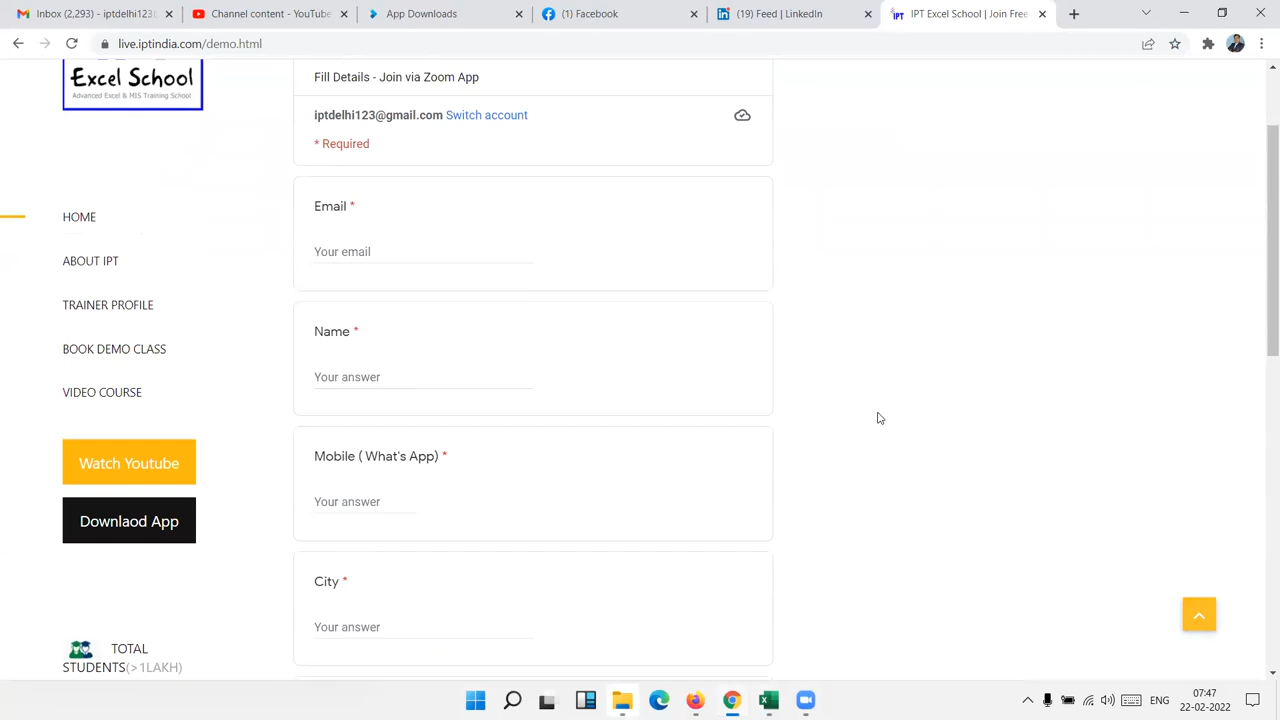 Inbox (2,293) - iptdelhi123@
Channel content - YouTube
App Downloads
(1) Facebook
(19) Feed | LinkedIn
IPT Excel School | Join Free
live.iptindia.com/demo.html
Excel School
Advanced Excel & MIS Training School
HOME
ABOUT IPT
TRAINER PROFILE
BOOK DEMO CLASS
VIDEO COURSE
Watch Youtube
Downlaod App
TOTAL
STUDENTS(>1LAKH)
Fill Details - Join via Zoom App
iptdelhi123@gmail.com Switch account
* Required
Email *
Your email
Name *
Your answer
Mobile ( What's App) *
Your answer
City *
Your answer
ENG
07:47
22-02-2022